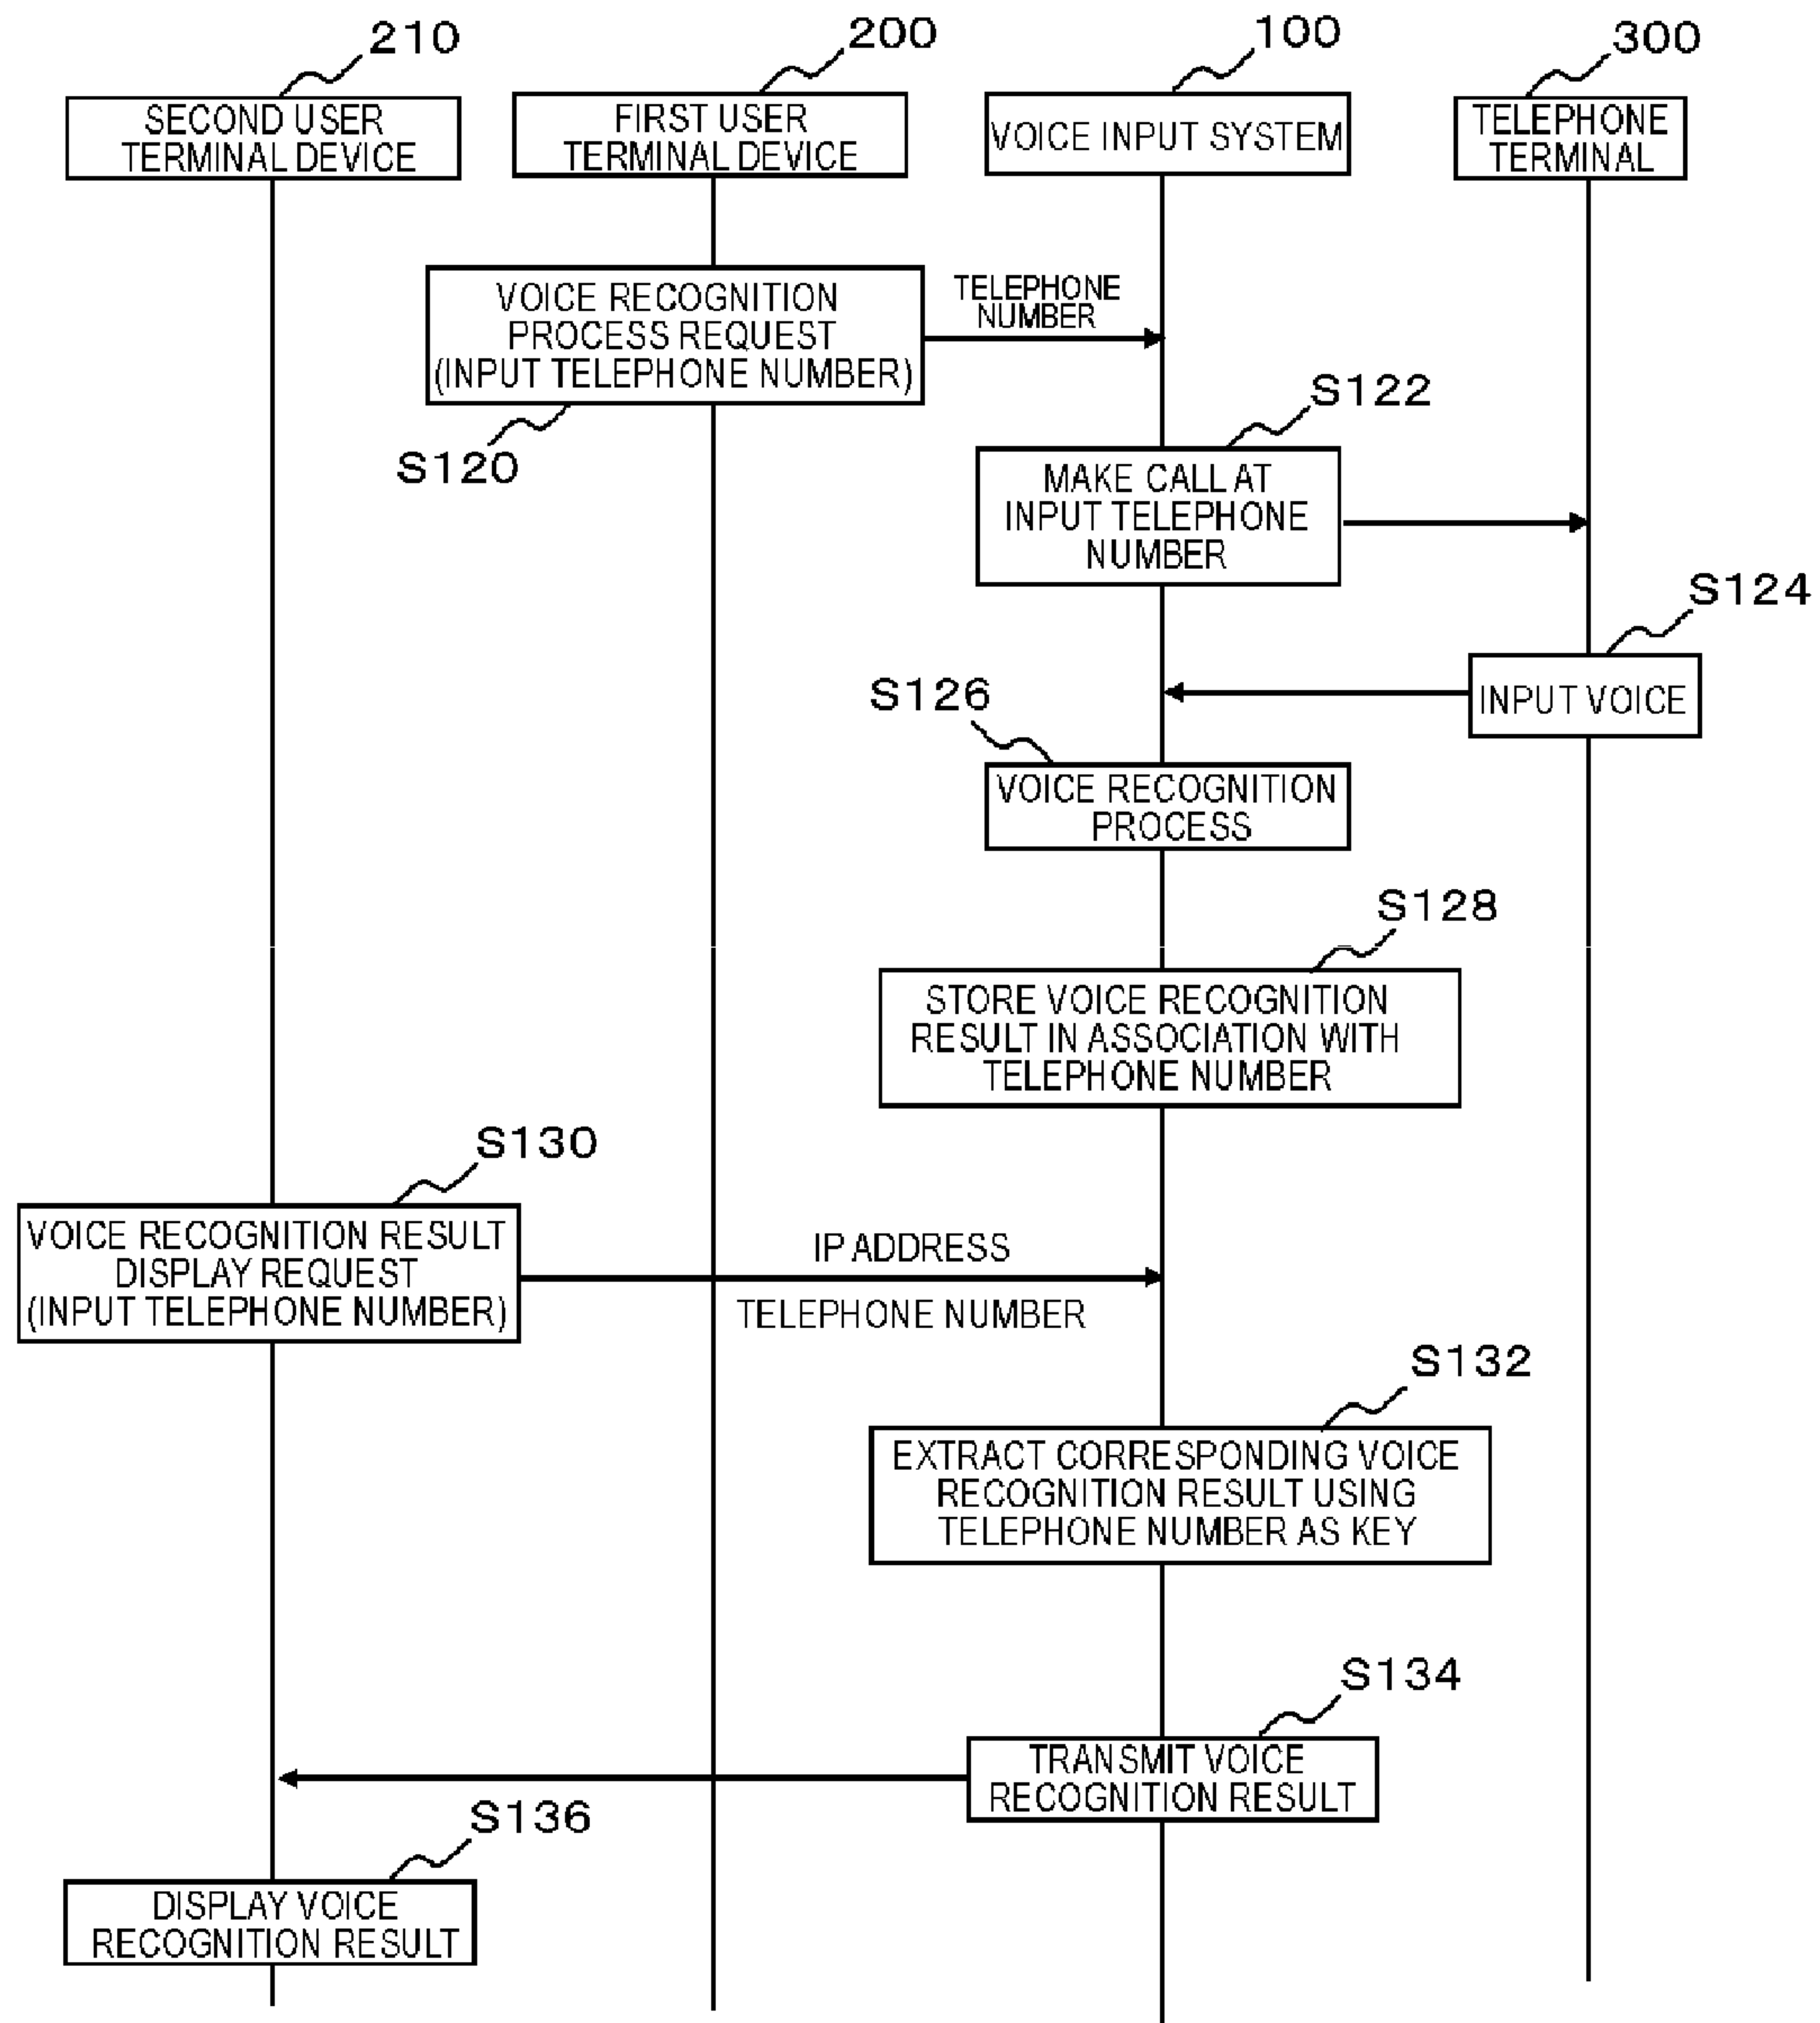 210
200
100
300
SECOND USER
TERMINAL DEVICE
FIRST USER
TERMINAL DEVICE
VOICE INPUT SYSTEM
TELEPHONE
TERMINAL
VOICE RECOGNITION
PROCESS REQUEST
(INPUT TELEPHONE NUMBER)
TELEPHONE
NUMBER
S120
S122
MAKE CALL AT
INPUT TELEPHONE
NUMBER
S124
INPUT VOICE
S126
VOICE RECOGNITION
PROCESS
S128
STORE VOICE RECOGNITION
RESULT IN ASSOCIATION WITH
TELEPHONE NUMBER
S130
VOICE RECOGNITION RESULT
DISPLAY REQUEST
(INPUT TELEPHONE NUMBER)
IP ADDRESS
TELEPHONE NUMBER
S132
EXTRACT CORRESPONDING VOICE
RECOGNITION RESULT USING
TELEPHONE NUMBER AS KEY
S134
TRANSMIT VOICE
RECOGNITION RESULT
S136
DISPLAY VOICE
RECOGNITION RESULT